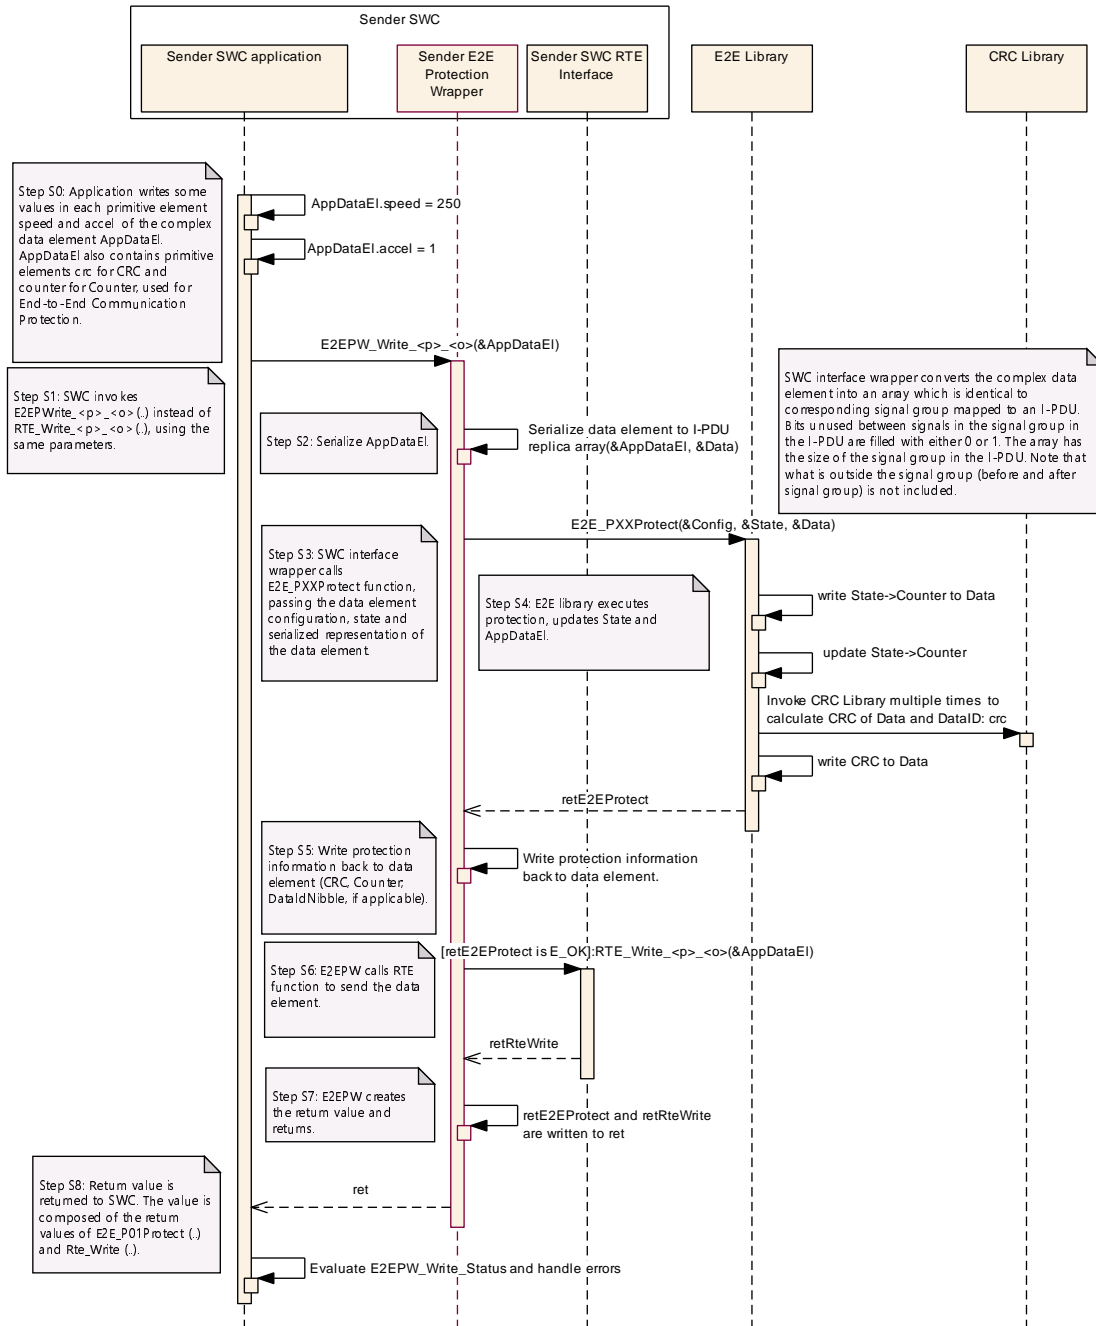 Sender SWC
Sender SWC application
Sender E2E
Protection
Wrapper
Sender SWC RTE
Interface
E2E Library
CRC Library
Step S0: Application writes some
values in each primitive element
speed and accel of the complex
data element AppDataEl.
AppDataEl also contains primitive
elements crc for CRC and
counter for Counter, used for
End-to-End Communication
Protection.
AppDataEl.speed = 250
AppDataEl.accel = 1
E2EPW_Write_<p>_<o>(&AppDataEl)
Step S1: SWC invokes
E2EPWrite_<p>_<o>(..) instead of
RTE_Write_<p>_<o>(..), using the
same parameters.
Step S2: Serialize AppDataEl.
Serialize data element to I-PDU
replica array(&AppDataEl, &Data)
SWC interface wrapper converts the complex data
element into an array which is identical to
corresponding signal group mapped to an I-PDU.
Bits unused between signals in the signal group in
the I-PDU are filled with either 0 or 1. The array has
the size of the signal group in the I-PDU. Note that
what is outside the signal group (before and after
signal group) is not included.
E2E_PXXProtect(&Config, &State, &Data)
Step S3: SWC interface
wrapper calls
E2E_PXXProtect function,
passing the data element
configuration, state and
serialized representation of
the data element.
Step S4: E2E library executes
protection, updates State and
AppDataEl.
write State->Counter to Data
update State->Counter
Invoke CRC Library multiple times to
calculate CRC of Data and DataID: crc
write CRC to Data
retE2EProtect
Step S5: Write protection
information back to data
element (CRC, Counter;
DataIdNibble, if applicable).
Write protection information
back to data element.
[retE2EProtect is E_OK]:RTE_Write_<p>_<o>(&AppDataEl)
Step S6: E2EPW calls RTE
function to send the data
element.
retRteWrite
Step S7: E2EPW creates
the return value and
returns.
retE2EProtect and retRteWrite
are written to ret
Step S8: Return value is
returned to SWC. The value is
composed of the return
values of E2E_P01Protect (..)
and Rte_Write (..).
ret
Evaluate E2EPW_Write_Status and handle errors